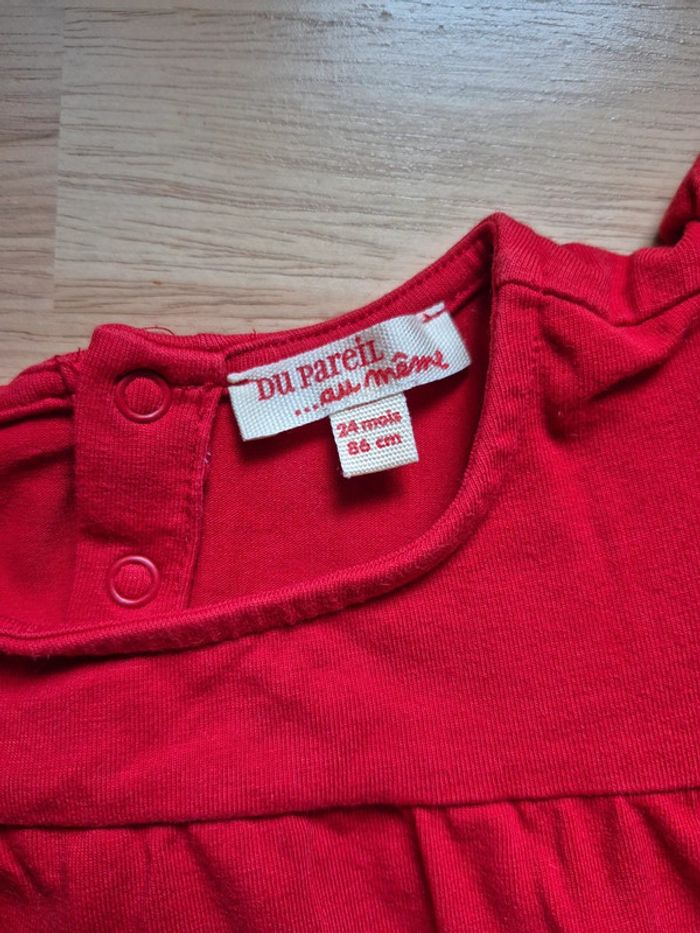 DU PareiL
...au même
24 mois
86 cm